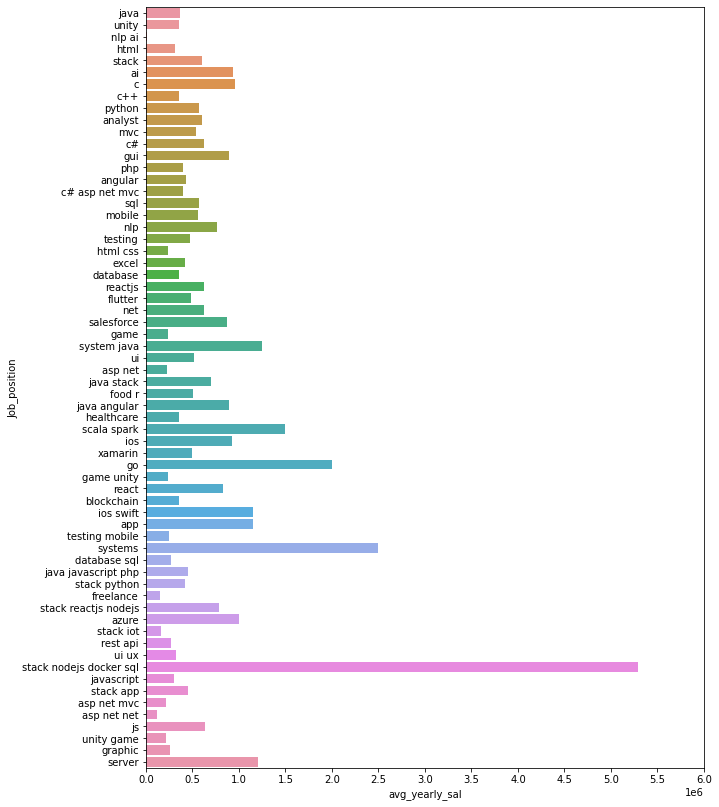 java
unity
nlp ai
html
stack
ai
c
c++
python
analyst
mvc
c#
gui
php
angular
c# asp net mvc
sql
mobile
nlp
testing
html css
excel
database
reactjs
flutter
net
salesforce
game
system java
ui
asp net
java stack
food r
java angular
healthcare
scala spark
ios
xamarin
go
game unity
react
blockchain
ios swift
app
testing mobile
systems
database sql
java javascript php
stack python
freelance
stack reactjs nodejs
azure
stack iot
rest api
ui ux
stack nodejs docker sql
javascript
stack app
asp net mvc
asp net net
js
unity game
graphic
server
Job_position
0.0 0.5 1.0 1.5 2.0 2.5 3.0 3.5 4.0 4.5 5.0 5.5 6.0
1e6
avg_yearly_sal